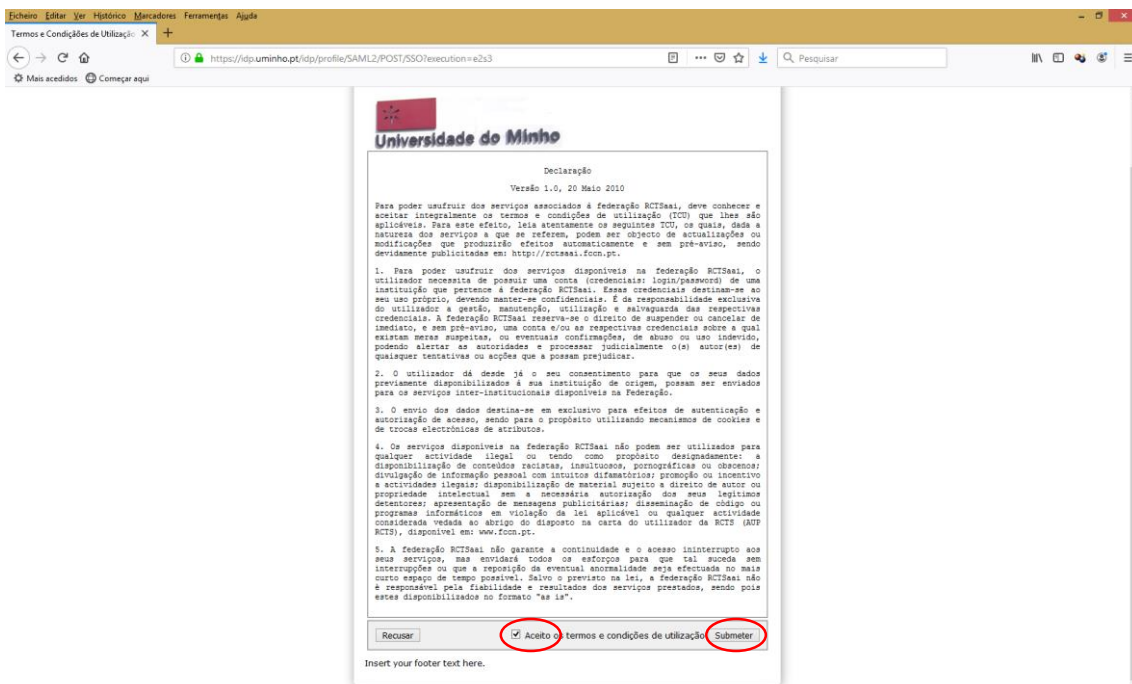 Ficheiro Editar Ver Histórico Marcadores Ferramentas Ajuda
Termos e Condições de Utilização
https://idp.uminho.pt/idp/profile/SAML2/POST/SSO?execution=e2s3
Pesquisar
Mais acedidos Começar aqui
Universidade do Minho
Declaração
Versão 1.0, 20 Maio 2010
Para poder usufruir dos serviços associados á federação RCTSaai, deve conhecer e
aceitar integralmente os termos e condições de utilização (TCU) que lhes são
aplicáveis. Para este efeito, leia atentamente os seguintes TCU, os quais, dada a
natureza dos serviços a que se referem, podem ser objecto de actualizações ou
modificações que produzirão efeitos automaticamente e sem pré-aviso, sendo
devidamente publicitadas em: http://rctsaai.fccn.pt.
1. Para poder usufruir dos serviços disponíveis na federação RCTSaai, o
utilizador necessita de possuir uma conta (credenciais: login/password) de uma
instituição que pertence á federação RCTSaai. Essas credenciais destinam-se ao
seu uso próprio, devendo manter-se confidenciais. É da responsabilidade exclusiva
do utilizador a gestão, manutenção, utilização e salvaguarda das respectivas
credenciais. A federação RCTSaai reserva-se o direito de suspender ou cancelar de
imediato, e sem pré-aviso, uma conta e/ou as respectivas credenciais sobre a qual
existam meras suspeitas, ou eventuais confirmações, de abuso ou uso indevido,
podendo alertar as autoridades e processar judicialmente o(s) autor(es) de
quaisquer tentativas ou acções que a possam prejudicar.
2. O utilizador dá desde já o seu consentimento para que os seus dados
previamente disponibilizados á sua instituição de origem, possam ser enviados
para os serviços inter-institucionais disponíveis na Federação.
3. O envio dos dados destina-se em exclusivo para efeitos de autenticação e
autorização de acesso, sendo para o propósito utilizando mecanismos de cookies e
de trocas electrónicas de atributos.
4. Os serviços disponíveis na federação RCTSaai não podem ser utilizados para
qualquer actividade ilegal ou tendo como propósito designadamente: a
disponibilização de conteúdos racistas, insultuosos, pornográficas ou obscenos;
divulgação de informação pessoal com intuitos difamatórios; promoção ou incentivo
a actividades ilegais; disponibilização de material sujeito a direito de autor ou
propriedade intelectual sem a necessária autorização dos seus legítimos
detentores; apresentação de mensagens publicitárias; disseminação de código ou
programas informáticos em violação da lei aplicável ou qualquer actividade
considerada vedada ao abrigo do disposto na carta do utilizador da RCTS (AUP
RCTS), disponível em: www.fccn.pt.
5. A federação RCTSaai não garante a continuidade e o acesso ininterrupto aos
seus serviços, mas envidará todos os esforços para que tal suceda sem
interrupções ou que a reposição da eventual anormalidade seja efectuada no mais
curto espaço de tempo possível. Salvo o previsto na lei, a federação RCTSaai não
é responsável pela fiabilidade e resultados dos serviços prestados, sendo pois
estes disponibilizados no formato "as is".
Recusar Aceito os termos e condições de utilização Submeter
Insert your footer text here.